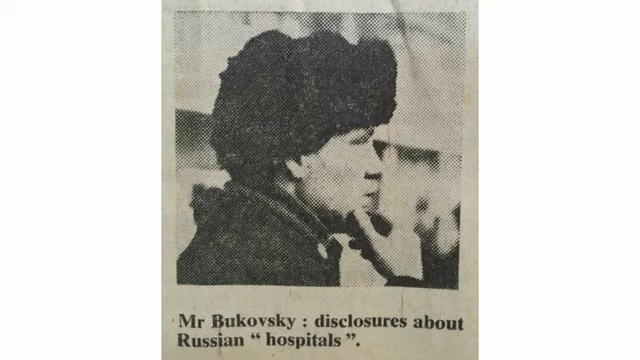 Mr Bukovsky : disclosures about
Russian “ hospitals ”.